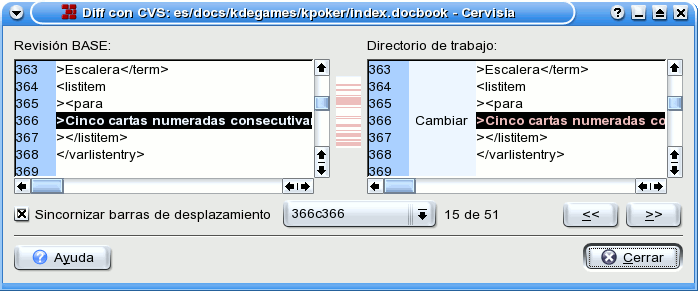 Diff con CVS: es/docs/kdegames/kpoker/index.docbook - Cervisia
Revisión BASE:
363 >Escalera</term>
364 <listitem
365 ><para
366 >Cinco cartas numeradas consecutivar
367 ></listitem>
368 </varlistentry>
369
Directorio de trabajo:
363 >Escalera</term>
364 <listitem
365 ><para
366 Cambiar >Cinco cartas numeradas co
367 ></listitem>
368 </varlistentry>
369
Sincornizar barras de desplazamiento 366c366 15 de 51 << >>
Ayuda Cerrar